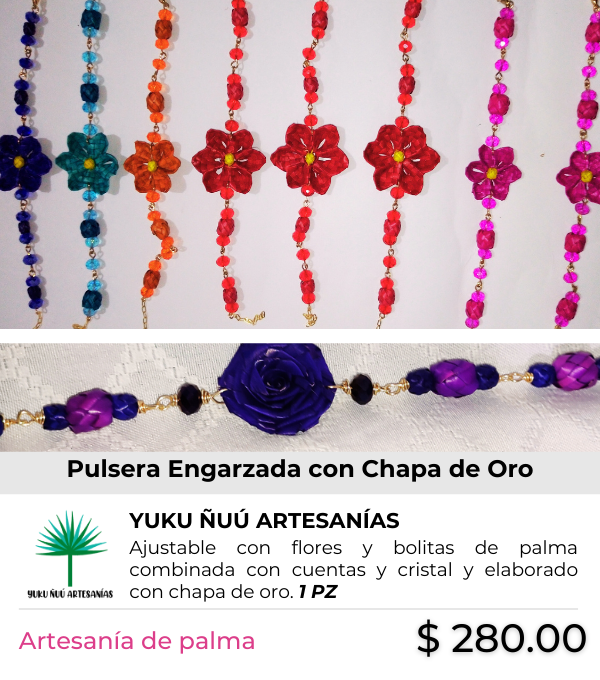 Pulsera Engarzada con Chapa de Oro
YUKU ÑUÚ ARTESANÍAS
Ajustable con flores y bolitas de palma
combinada con cuentas y cristal y elaborado
con chapa de oro. 1 PZ
YUKU ÑUÚ ARTESANÍAS
Artesanía de palma
$ 280.00